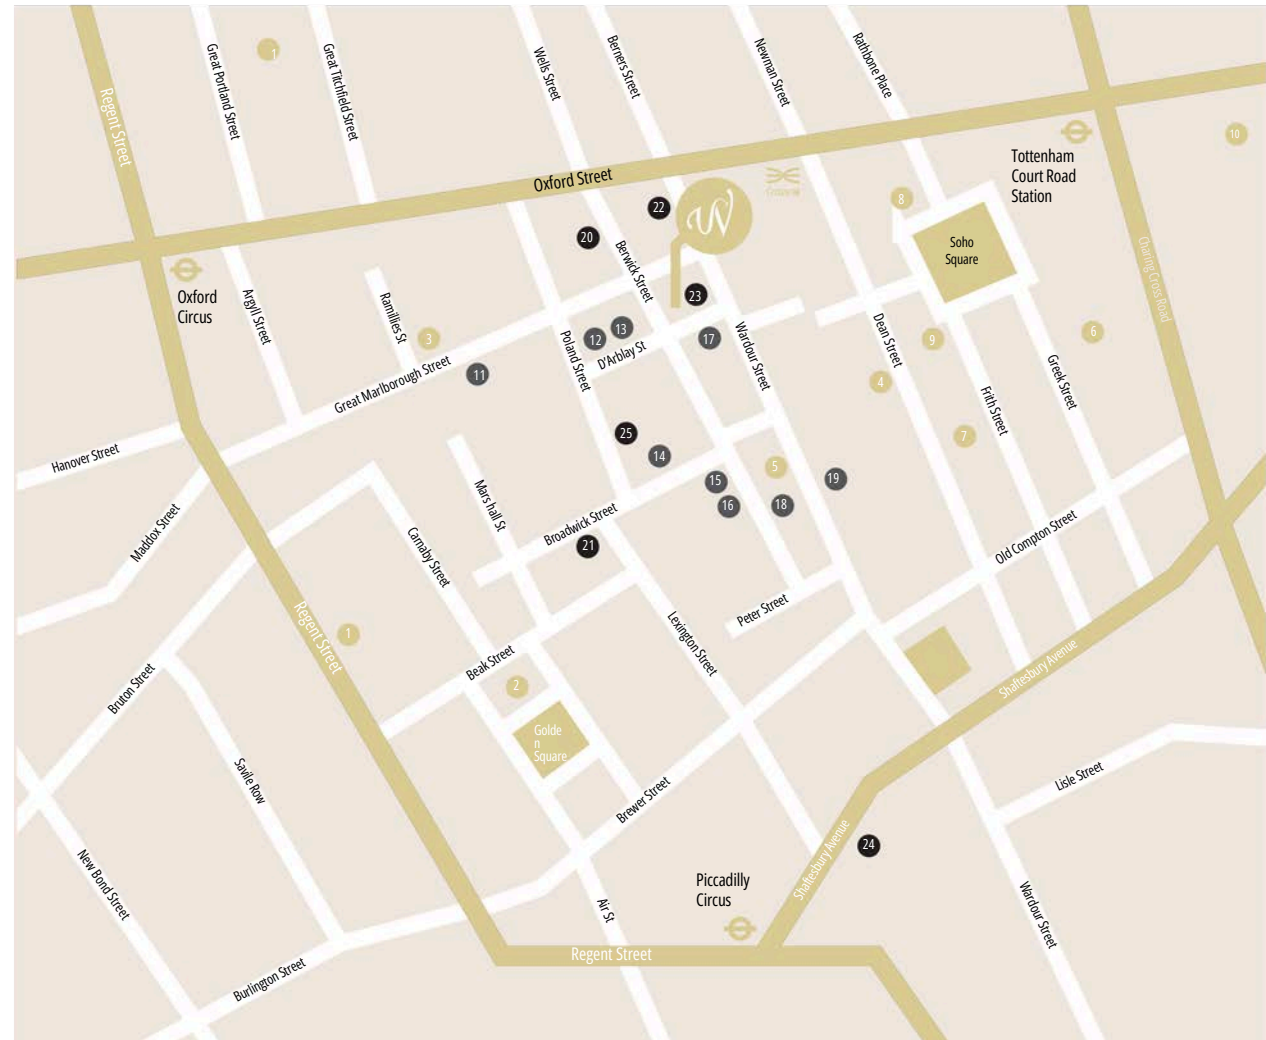 Regent Street
Great Portland Street
1
Great Titchfield Street
Wells Street
Berners Street
Newman Street
Rathbone Place
Oxford Street
Tottenham
Court Road
Station
10
Crossrail
8
22
20
W
Soho
Square
Oxford
Circus
Argyll Street
Ramillies St
Berwick Street
23
Charing Cross Road
3
12
13
17
D'Arblay St
Poland Street
Wardour Street
Dean Street
9
6
Great Marlborough Street
11
4
Greek Street
Frith Street
7
Hanover Street
25
14
15
16
5
18
19
Maddox Street
Marshall St
Carnaby Street
Broadwick Street
21
Old Compton Street
Regent Street
1
Peter Street
Lexington Street
Beak Street
2
Shaftesbury Avenue
Bruton Street
Golde
n
Square
Savile Row
Brewer Street
Lisle Street
New Bond Street
Shaftesbury Avenue
24
Piccadilly
Circus
Air St
Wardour Street
Regent Street
Burlington Street